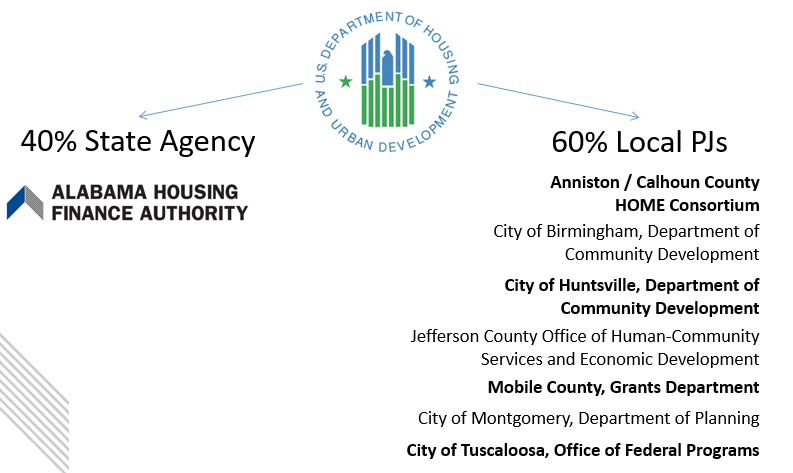 U.S. DEPARTMENT OF HOUSING
AND URBAN DEVELOPMENT
40% State Agency
ALABAMA HOUSING
FINANCE AUTHORITY
60% Local PJs
Anniston / Calhoun County
HOME Consortium
City of Birmingham, Department of
Community Development
City of Huntsville, Department of
Community Development
Jefferson County Office of Human-Community
Services and Economic Development
Mobile County, Grants Department
City of Montgomery, Department of Planning
City of Tuscaloosa, Office of Federal Programs